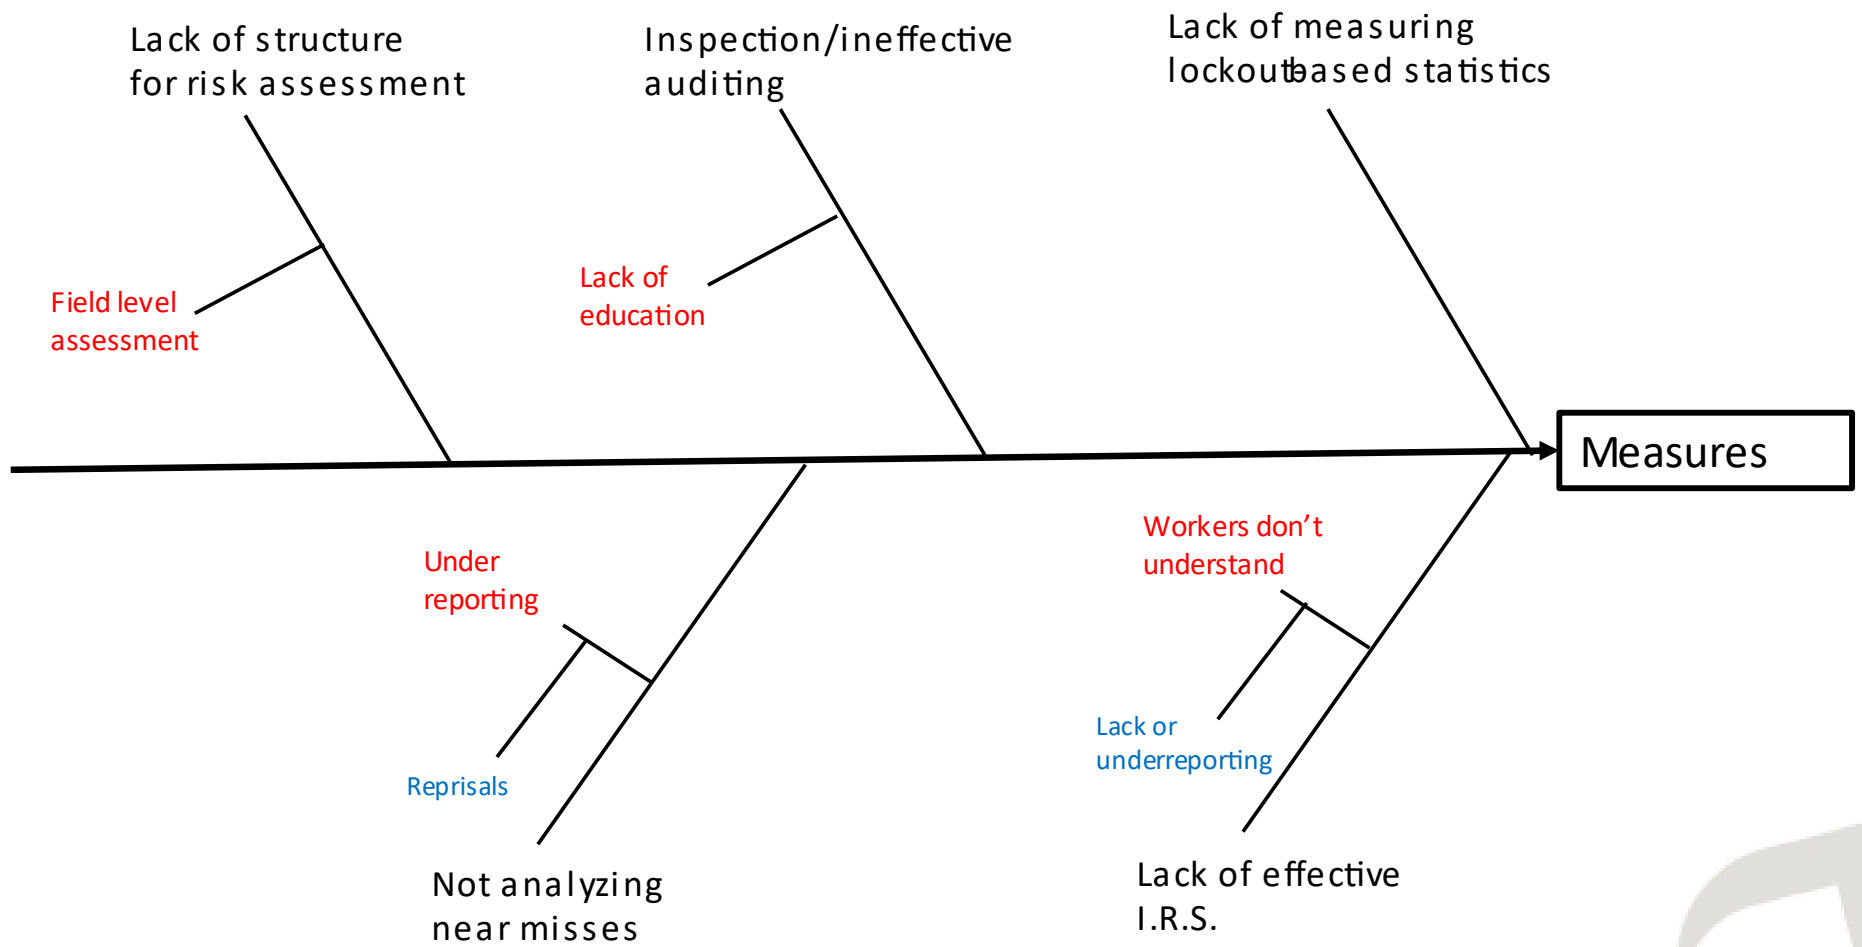 Lack of structure
for risk assessment
Inspection/ineffective
auditing
Lack of measuring
lockout-based statistics
Field level
assessment
Lack of
education
Measures
Under
reporting
Workers don’t
understand
Reprisals
Lack or
underreporting
Not analyzing
near misses
Lack of effective
I.R.S.